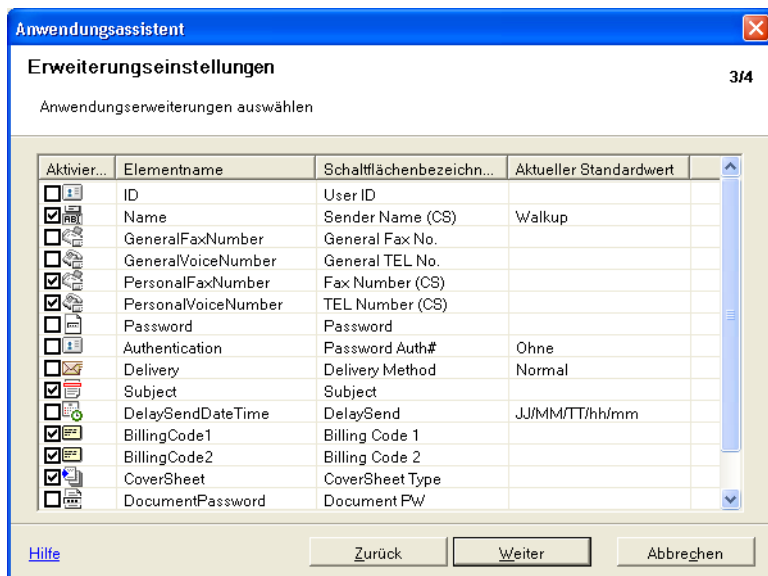 Anwendungsassistent
Erweiterungseinstellungen
3/4
Anwendungserweiterungen auswählen
Aktivier... Elementname Schaltflächenbezeichn... Aktueller Standardwert
ID User ID
Name Sender Name (CS) Walkup
GeneralFaxNumber General Fax No.
GeneralVoiceNumber General TEL No.
PersonalFaxNumber Fax Number (CS)
PersonalVoiceNumber TEL Number (CS)
Password Password
Authentication Password Auth# Ohne
Delivery Delivery Method Normal
Subject Subject
DelaySendDateTime DelaySend JJ/MM/TT/hh/mm
BillingCode1 Billing Code 1
BillingCode2 Billing Code 2
CoverSheet CoverSheet Type
DocumentPassword Document PW
Hilfe Zurück Weiter Abbrechen